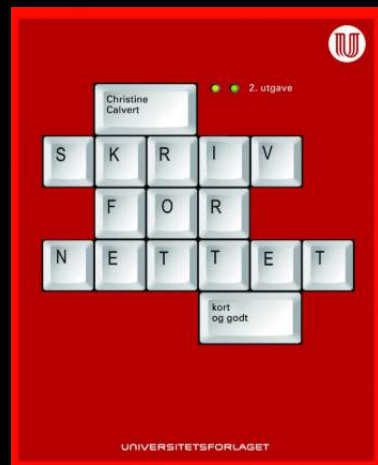 Christine
Calvert
2. utgave
SKRIV
FOR
NETTET
kort
og godt
UNIVERSITETSFORLAGET